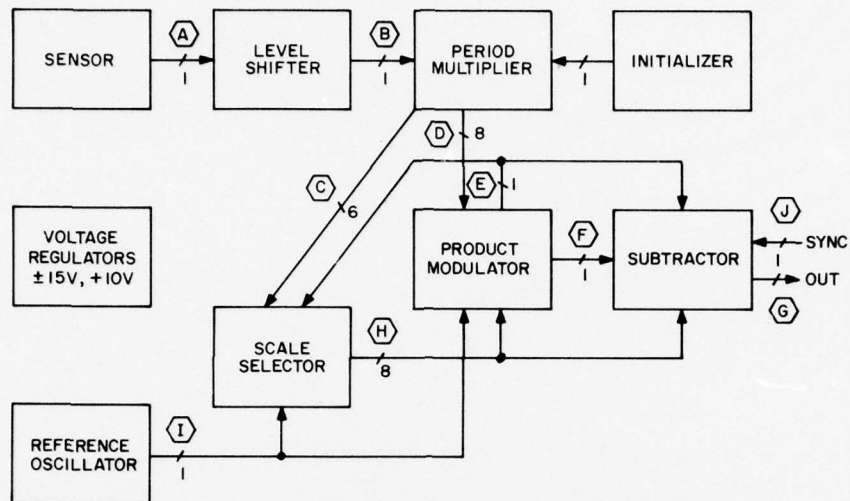 A
B
SENSOR
LEVEL
SHIFTER
PERIOD
MULTIPLIER
INITIALIZER
1
1
1
D
8
C
6
E
1
VOLTAGE
REGULATORS
±15V, +10V
PRODUCT
MODULATOR
F
1
SUBTRACTOR
J
SYNC
1
OUT
G
SCALE
SELECTOR
H
8
REFERENCE
OSCILLATOR
I
1